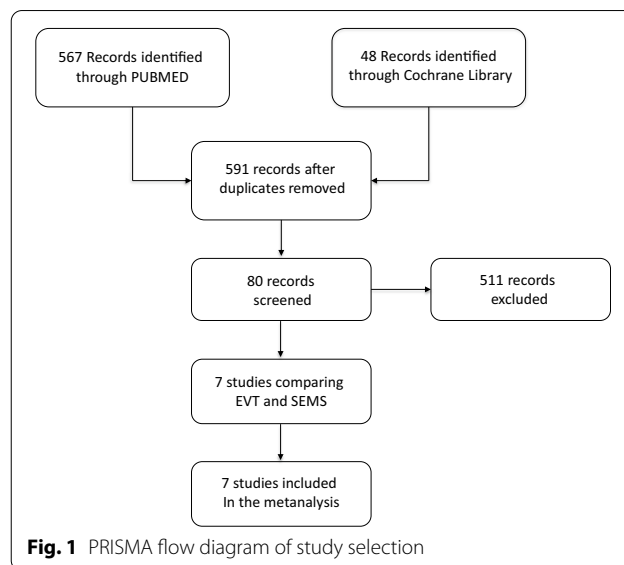 567 Records identified
through PUBMED
48 Records identified
through Cochrane Library
591 records after
duplicates removed
80 records
screened
511 records
excluded
7 studies comparing
EVT and SEMS
7 studies included
In the metanalysis
Fig. 1 PRISMA flow diagram of study selection